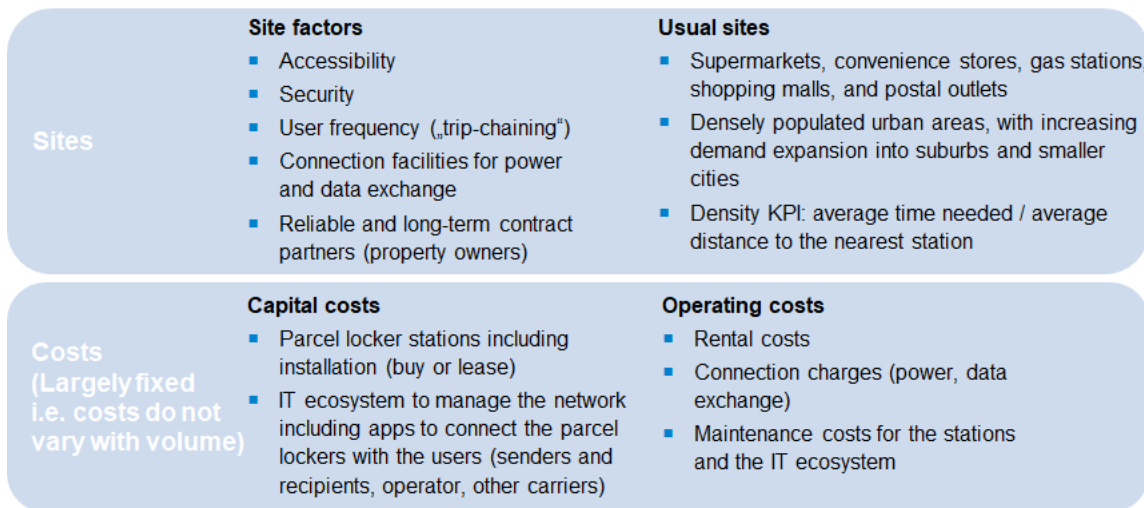 Sites
Site factors
■ Accessibility
■ Security
■ User frequency („trip-chaining“)
■ Connection facilities for power
and data exchange
■ Reliable and long-term contract
partners (property owners)
Usual sites
■ Supermarkets, convenience stores, gas stations,
shopping malls, and postal outlets
■ Densely populated urban areas, with increasing
demand expansion into suburbs and smaller
cities
■ Density KPI: average time needed / average
distance to the nearest station
Costs
(Largely fixed
i.e. costs do not
vary with volume)
Capital costs
■ Parcel locker stations including
installation (buy or lease)
■ IT ecosystem to manage the network
including apps to connect the parcel
lockers with the users (senders and
recipients, operator, other carriers)
Operating costs
■ Rental costs
■ Connection charges (power, data
exchange)
■ Maintenance costs for the stations
and the IT ecosystem